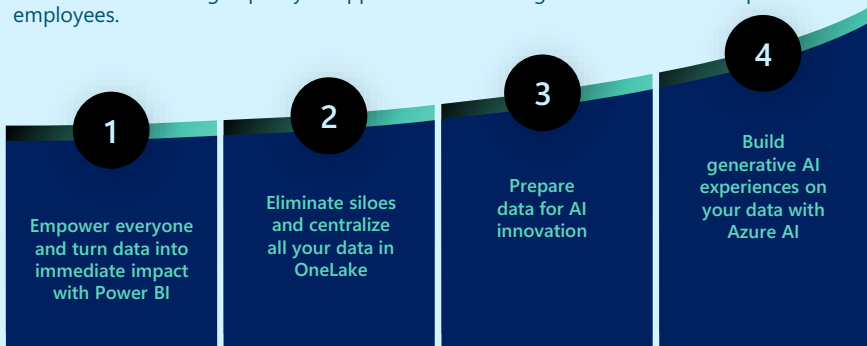 employees.
1
2
3
4
Empower everyone
and turn data into
immediate impact
with Power BI
Eliminate siloes
and centralize
all your data in
OneLake
Prepare
data for AI
innovation
Build
generative AI
experiences on
your data with
Azure AI